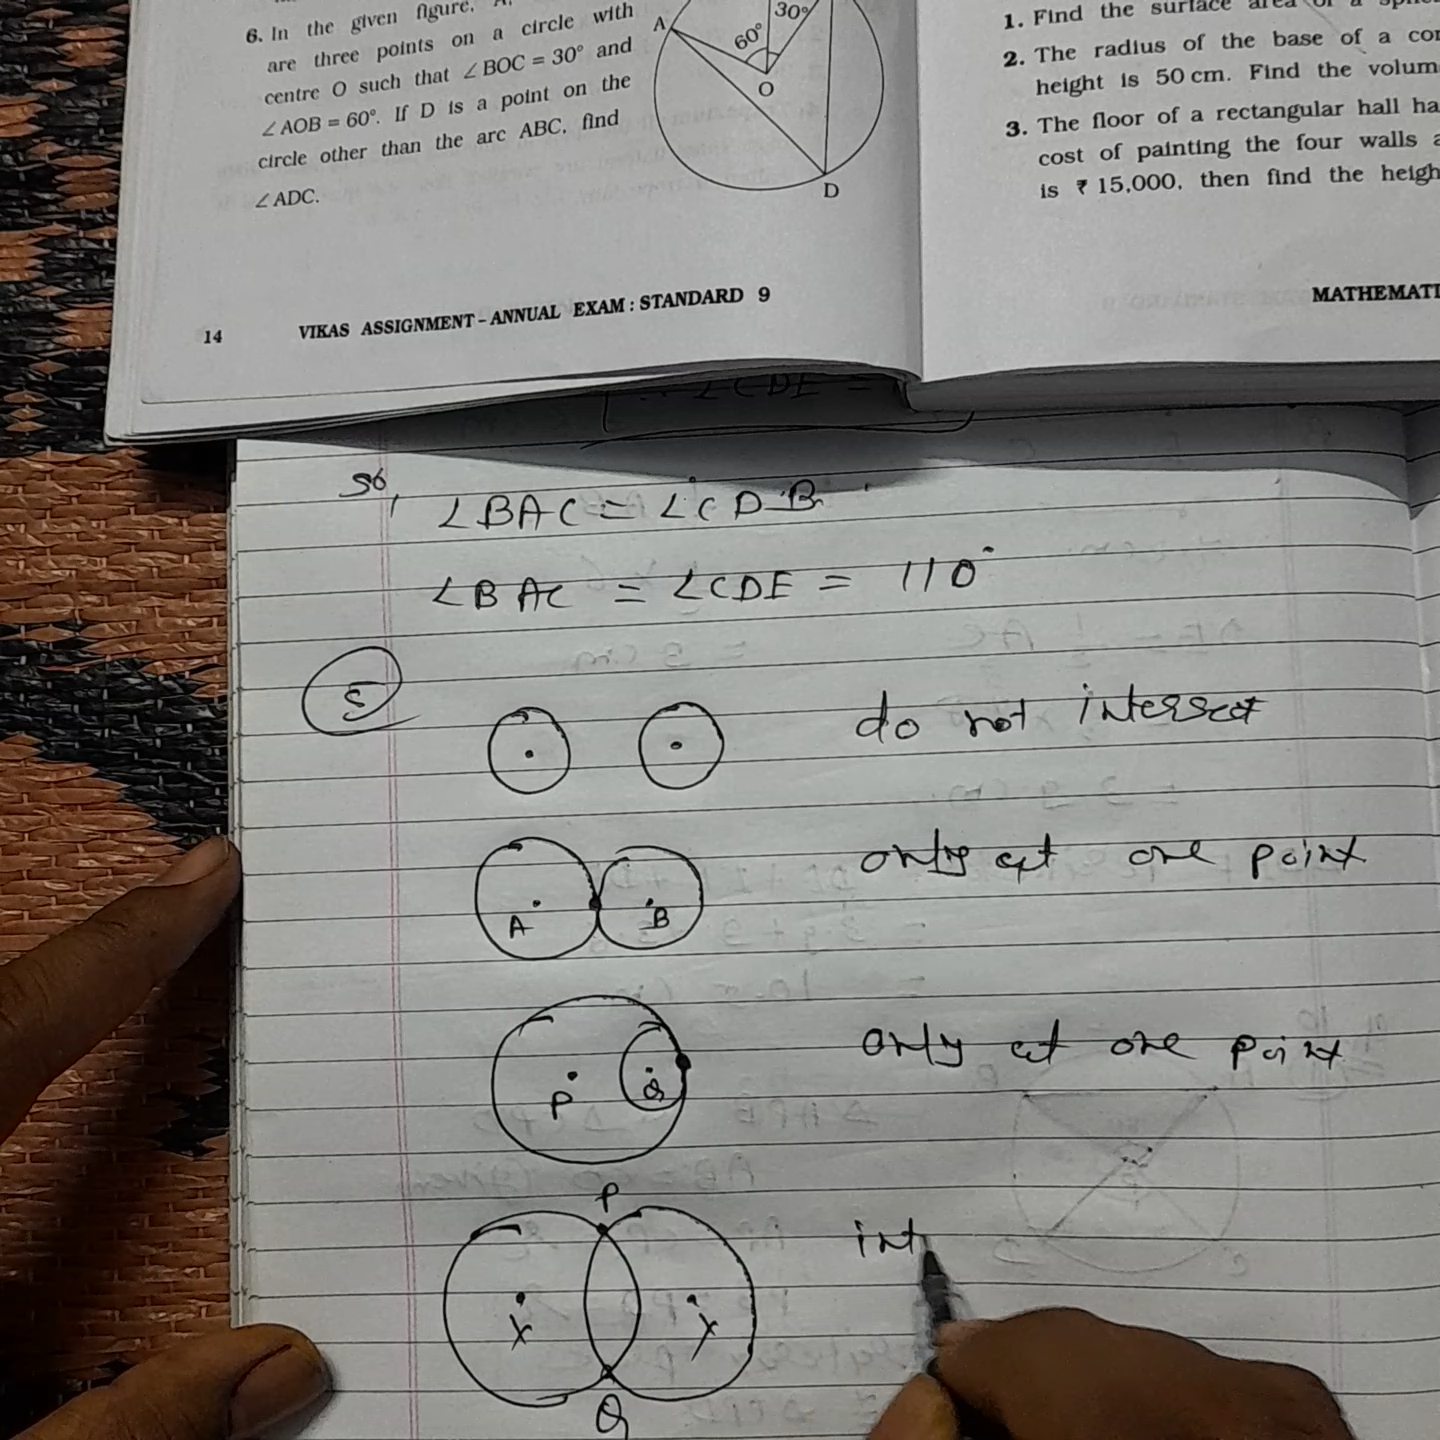 6. In the given figure, A,
are three points on a circle with
centre O such that ∠BOC = 30° and
∠AOB = 60°. If D is a point on the
circle other than the arc ABC, find
∠ADC.
A
60°
30°
O
D
14 VIKAS ASSIGNMENT – ANNUAL EXAM : STANDARD 9
1. Find the surface area of a
2. The radius of the base of a
height is 50 cm. Find the volum
3. The floor of a rectangular hall ha
cost of painting the four walls a
is ₹ 15,000, then find the heigh
MATHEMATI
∠CDE =
So,
∠BAC = ∠CDB
∠BAC = ∠CDE = 110°
5
do not intersect
A B only at one point
P Q only at one point
P
X Y int
Q